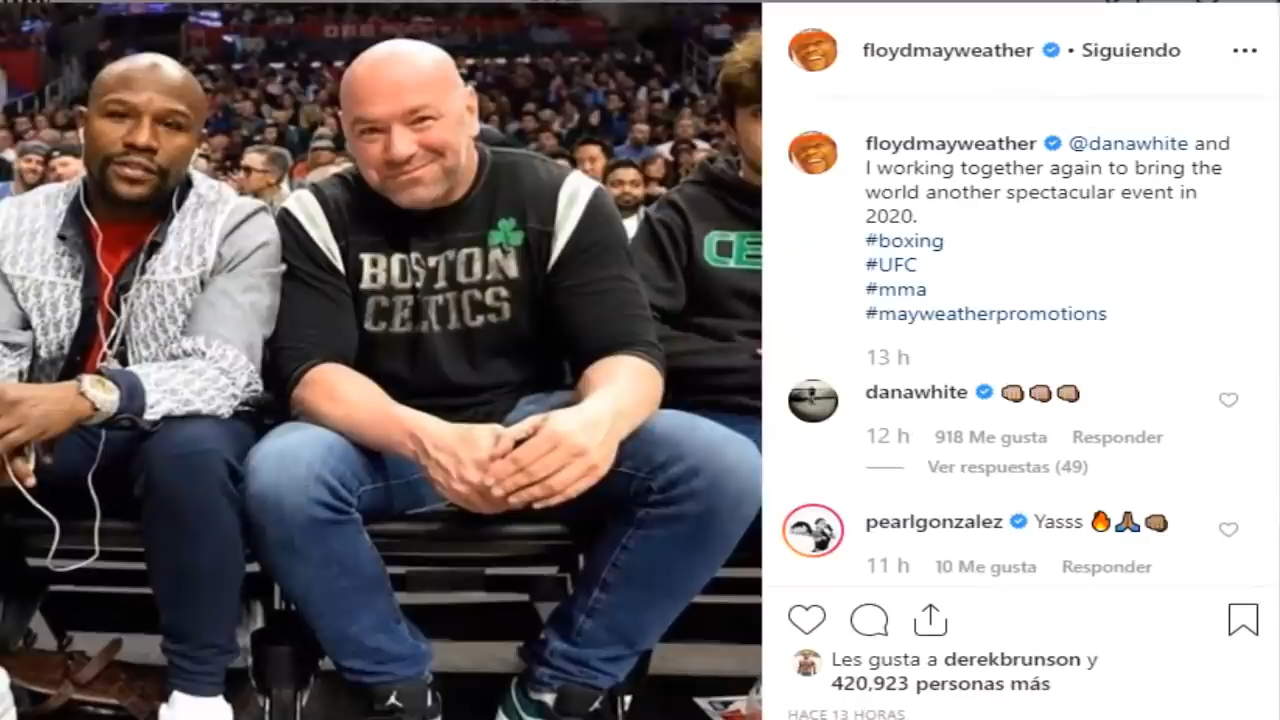 BOSTON
CELTICS
CE
floydmayweather • Siguiendo
floydmayweather @danawhite and
I working together again to bring the
world another spectacular event in
2020.
#boxing
#UFC
#mma
#mayweatherpromotions
13 h
danawhite 👊🏼👊🏼👊🏼
12 h 918 Me gusta Responder
Ver respuestas (49)
pearlgonzalez Yasss 🔥🙏🏽👊🏽
11 h 10 Me gusta Responder
Les gusta a derekbrunson y
420,923 personas más
HACE 13 HORAS